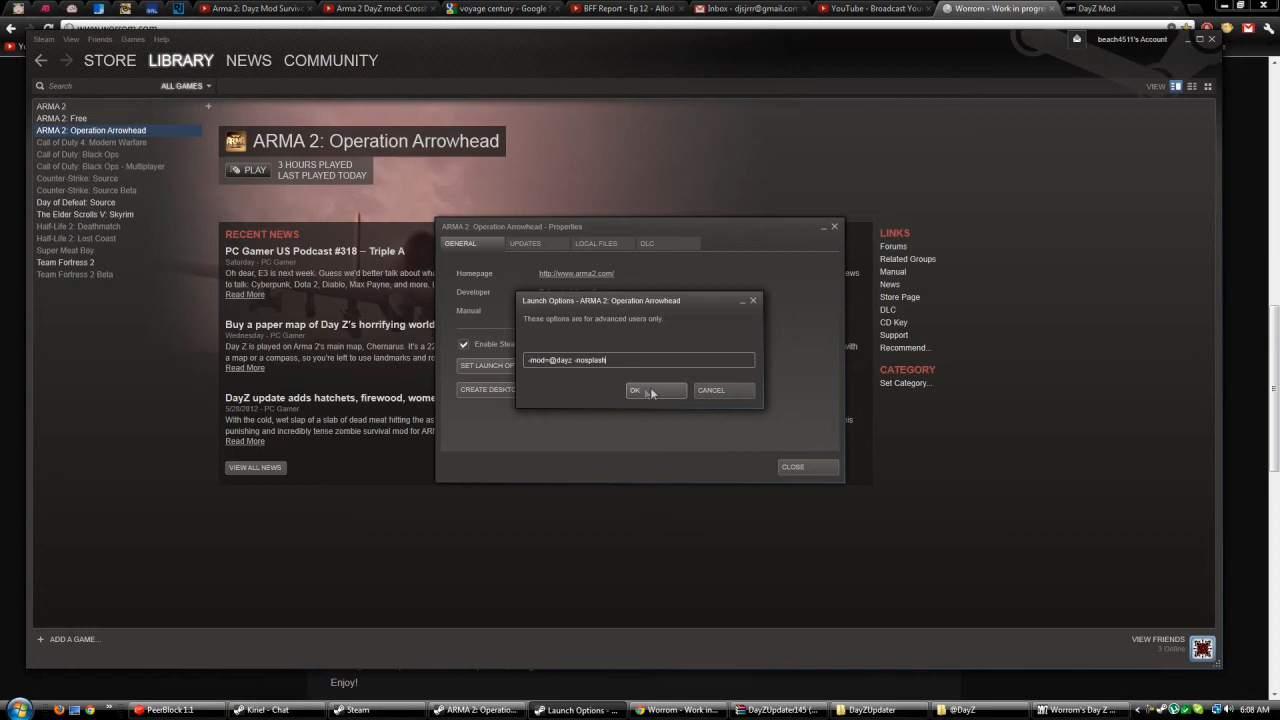 Arma 2: Dayz Mod Survivo
Arma 2 DayZ mod: Crossb
voyage century - Google S
BFF Report - Ep 12 - Allod
Inbox - djsjrrr@gmail.com
YouTube - Broadcast Your
Worrom - Work in progre
DayZ Mod
Steam View Friends Games Help
beach4511's Account
STORE LIBRARY NEWS COMMUNITY
Search
ALL GAMES
VIEW
ARMA 2
ARMA 2: Free
ARMA 2: Operation Arrowhead
Call of Duty 4: Modern Warfare
Call of Duty: Black Ops
Call of Duty: Black Ops - Multiplayer
Counter-Strike: Source
Counter-Strike: Source Beta
Day of Defeat: Source
The Elder Scrolls V: Skyrim
Half-Life 2: Deathmatch
Half-Life 2: Lost Coast
Super Meat Boy
Team Fortress 2
Team Fortress 2 Beta
+ ADD A GAME...
ARMA 2: Operation Arrowhead
PLAY
3 HOURS PLAYED
LAST PLAYED TODAY
RECENT NEWS
PC Gamer US Podcast #318 – Triple A
Saturday - PC Gamer
Oh dear, E3 is next week. Guess we'd better talk about
to talk: Cyberpunk, Dota 2, Diablo, Max Payne, and more.
Read More
Buy a paper map of Day Z's horrifying world
Wednesday - PC Gamer
Day Z is played on Arma 2's main map, Chernarus. It's a 22
a map or a compass, so you're left to use landmarks and ro
Read More
DayZ update adds hatchets, firewood, wome
5/28/2012 - PC Gamer
With the cold, wet slap of a slab of dead meat hitting the as
punishing and incredibly tense zombie survival mod for AR
Read More
VIEW ALL NEWS
ARMA 2: Operation Arrowhead - Properties
GENERAL UPDATES LOCAL FILES DLC
Homepage http://www.arma2.com/
Developer
Manual
Enable Stea
SET LAUNCH OP
CREATE DESKTO
CLOSE
Launch Options - ARMA 2: Operation Arrowhead
These options are for advanced users only.
-mod=@dayz -nosplash
OK CANCEL
LINKS
Forums
Related Groups
Manual
News
Store Page
DLC
CD Key
Support
Recommend...
CATEGORY
Set Category...
VIEW FRIENDS
3 Online
Enjoy!
PeerBlock 1.1
Kinel - Chat
Steam
ARMA 2: Operatio...
Launch Options - ...
Worrom - Work in...
DayZUpdater145 (...
DayZUpdater
@DayZ
Worrom's Day Z ...
6:08 AM